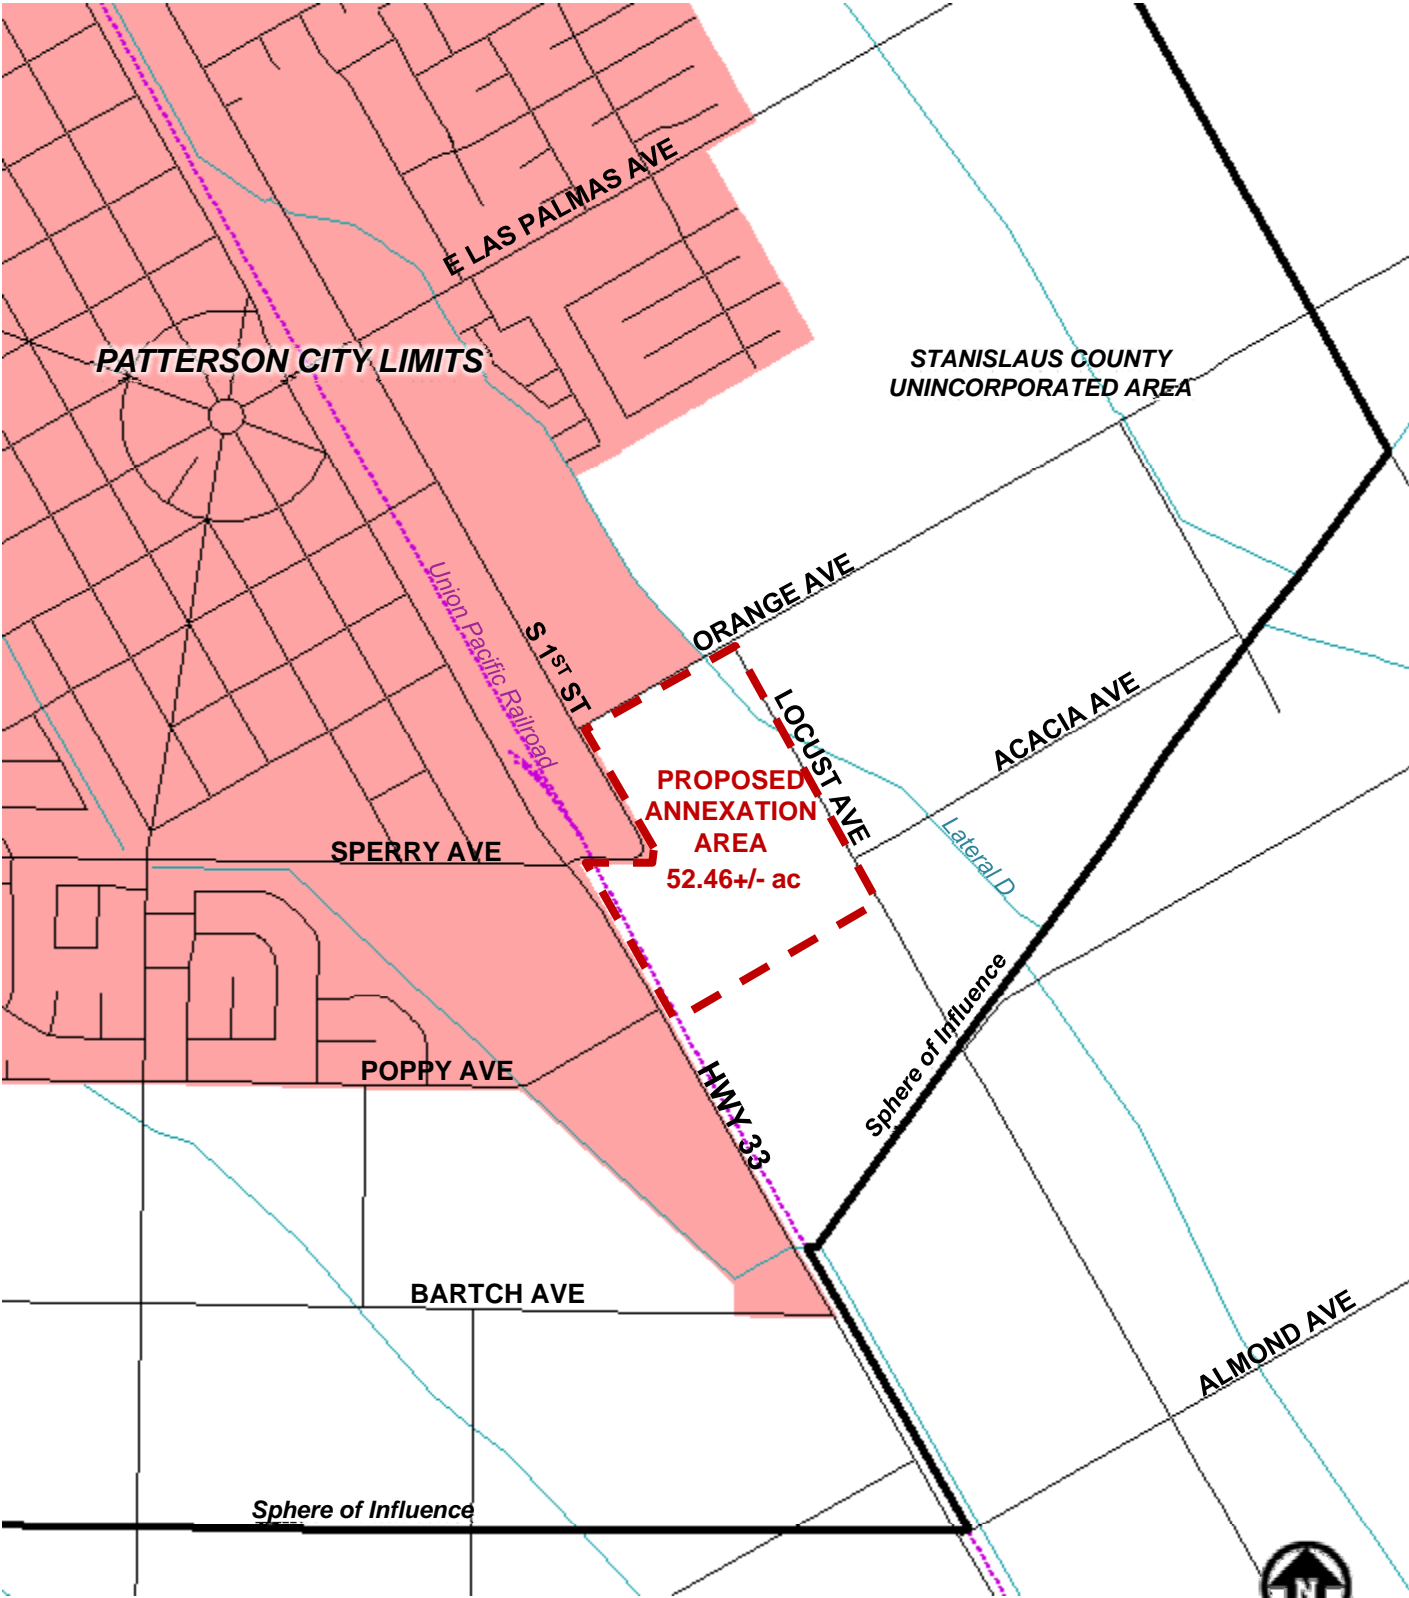 E LAS PALMAS AVE
PATTERSON CITY LIMITS
STANISLAUS COUNTY
UNINCORPORATED AREA
Union Pacific Railroad
S 1ST ST
ORANGE AVE
LOCUST AVE
ACACIA AVE
PROPOSED
ANNEXATION
AREA
52.46+/- ac
SPERRY AVE
Lateral D
Sphere of Influence
POPPY AVE
HWY 33
BARTCH AVE
ALMOND AVE
Sphere of Influence
N